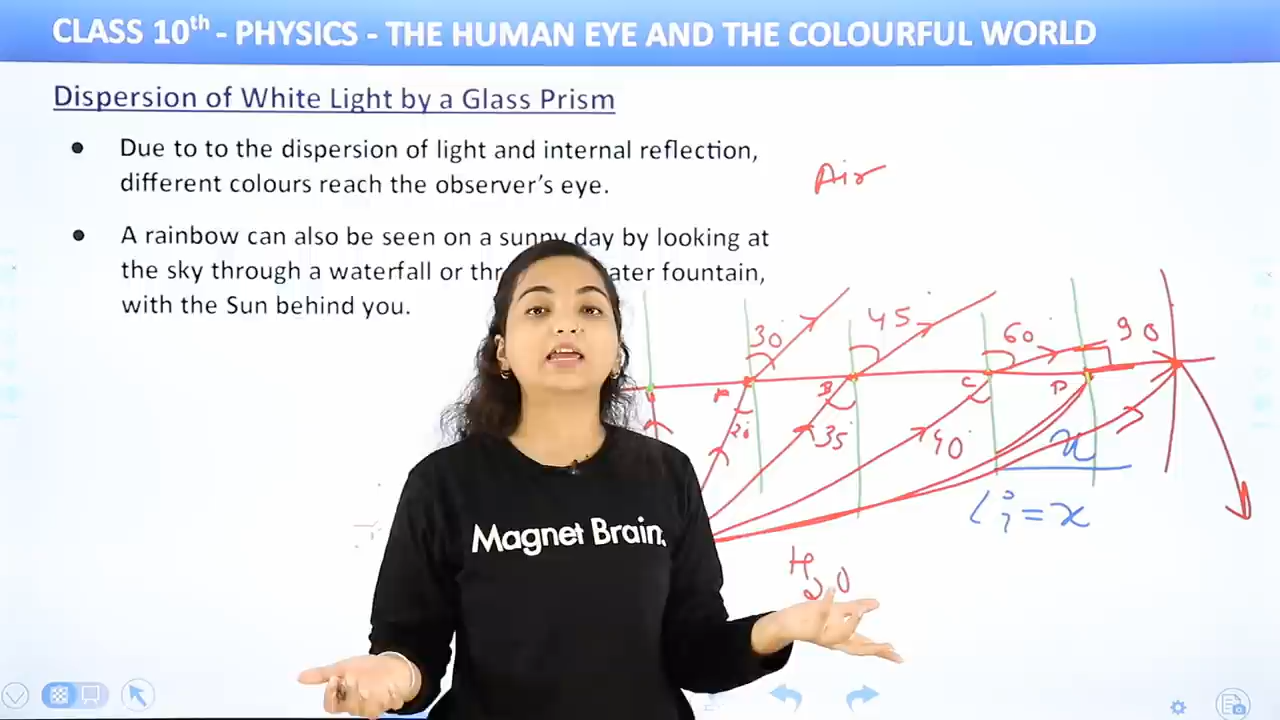 CLASS 10th - PHYSICS - THE HUMAN EYE AND THE COLOURFUL WORLD
Dispersion of White Light by a Glass Prism
● Due to to the dispersion of light and internal reflection,
different colours reach the observer's eye.
● A rainbow can also be seen on a sunny day by looking at
the sky through a waterfall or ater fountain,
with the Sun behind you.
Air
30° 45° 60° 90
A B C D
35° 40°
x
i = x
H2O
Magnet Brain